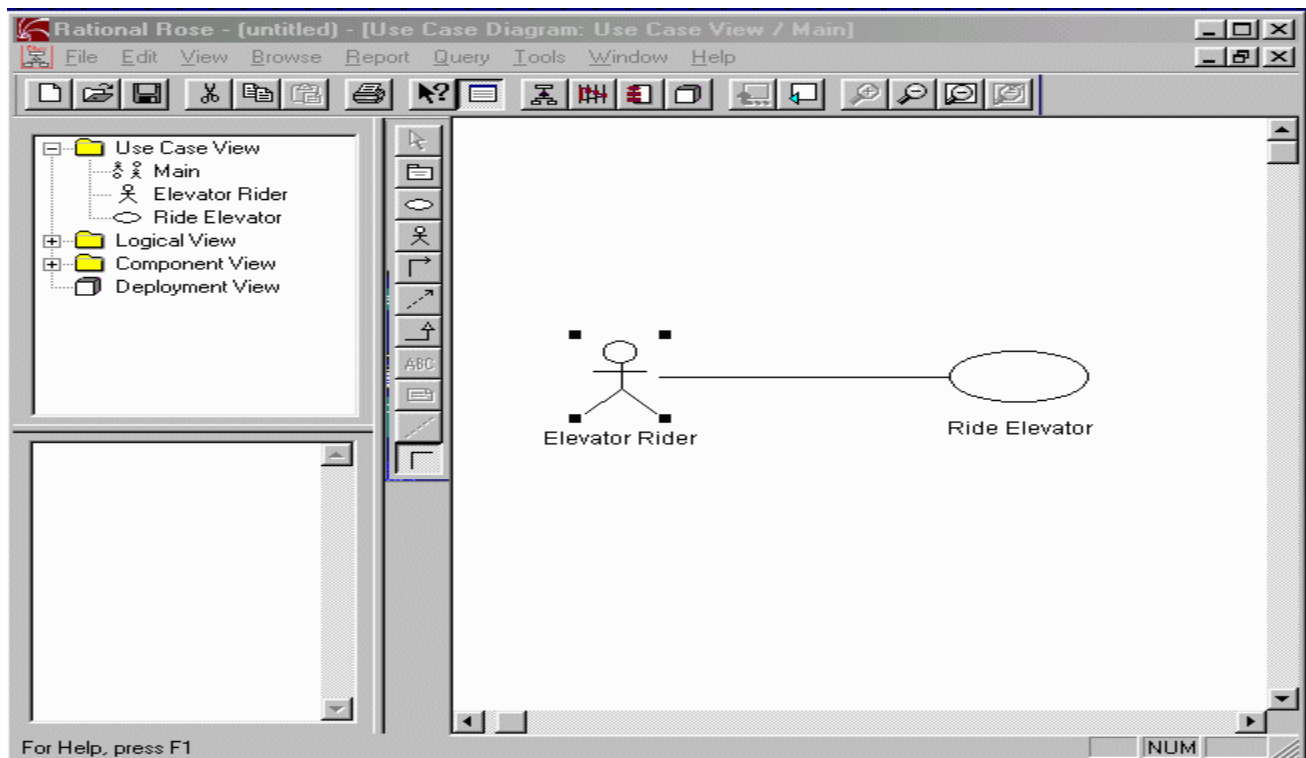 Rational Rose - (untitled) - [Use Case Diagram: Use Case View / Main]
File Edit View Browse Report Query Tools Window Help
Use Case View
Main
Elevator Rider
Ride Elevator
Logical View
Component View
Deployment View
ABC
Elevator Rider
Ride Elevator
For Help, press F1
NUM